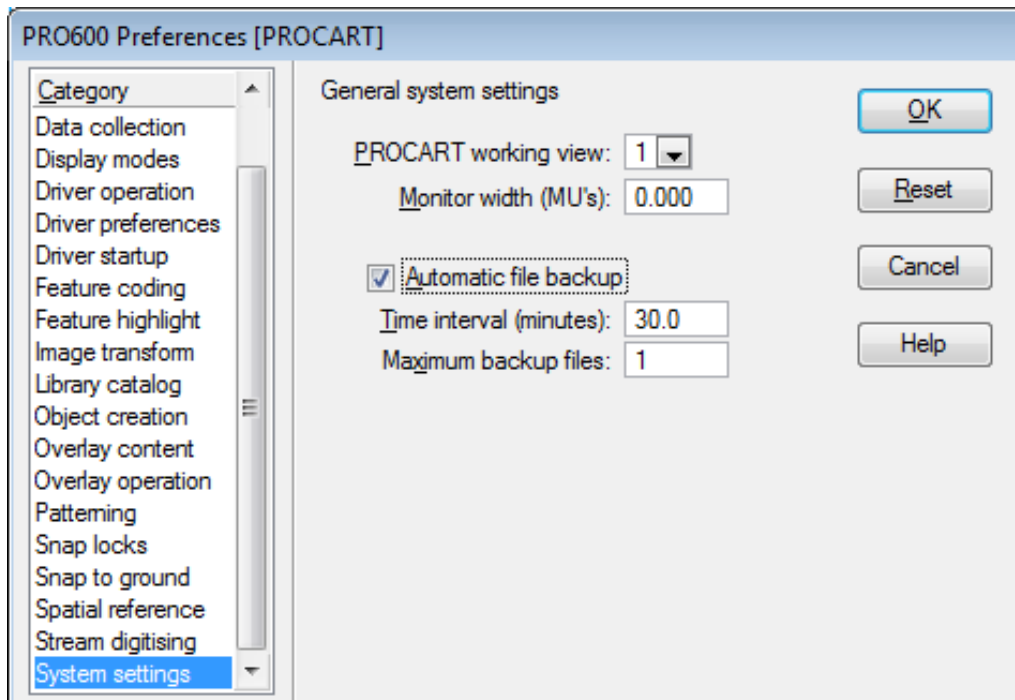 PRO600 Preferences [PROCART]
Category
Data collection
Display modes
Driver operation
Driver preferences
Driver startup
Feature coding
Feature highlight
Image transform
Library catalog
Object creation
Overlay content
Overlay operation
Patterning
Snap locks
Snap to ground
Spatial reference
Stream digitising
System settings
General system settings
PROCART working view: 1
Monitor width (MU's): 0.000
Automatic file backup
Time interval (minutes): 30.0
Maximum backup files: 1
OK
Reset
Cancel
Help